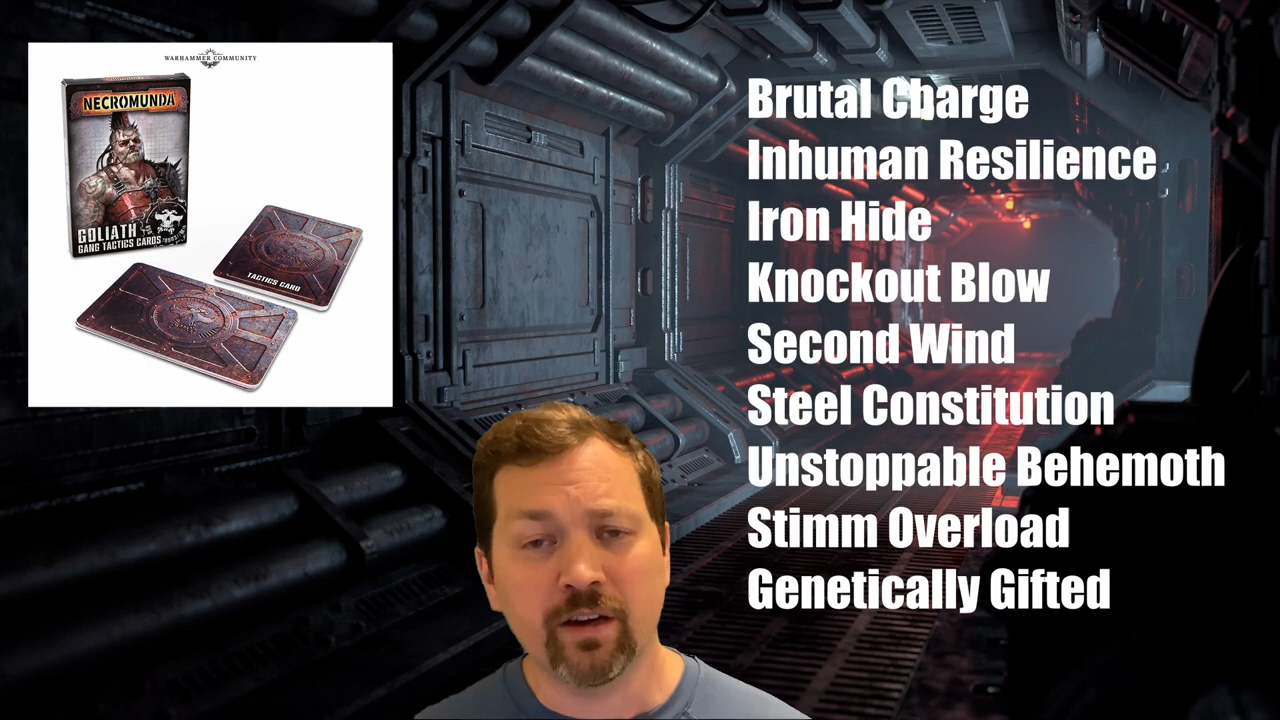 WARHAMMER COMMUNITY
NECROMUNDA
GOLIATH
GANG TACTICS CARDS
TACTICS CARD
Brutal Charge
Inhuman Resilience
Iron Hide
Knockout Blow
Second Wind
Steel Constitution
Unstoppable Behemoth
Stimm Overload
Genetically Gifted